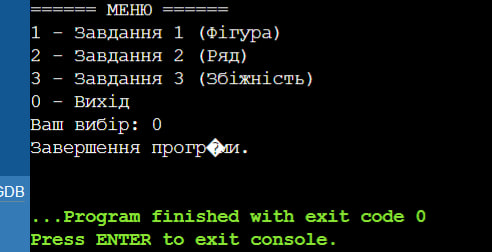 ====== МЕНЮ ======
1 - Завдання 1 (Фігура)
2 - Завдання 2 (Ряд)
3 - Завдання 3 (Збіжність)
0 - Вихід
Ваш вибір: 0
Завершення прогр�ми.
GDB
...Program finished with exit code 0
Press ENTER to exit console.